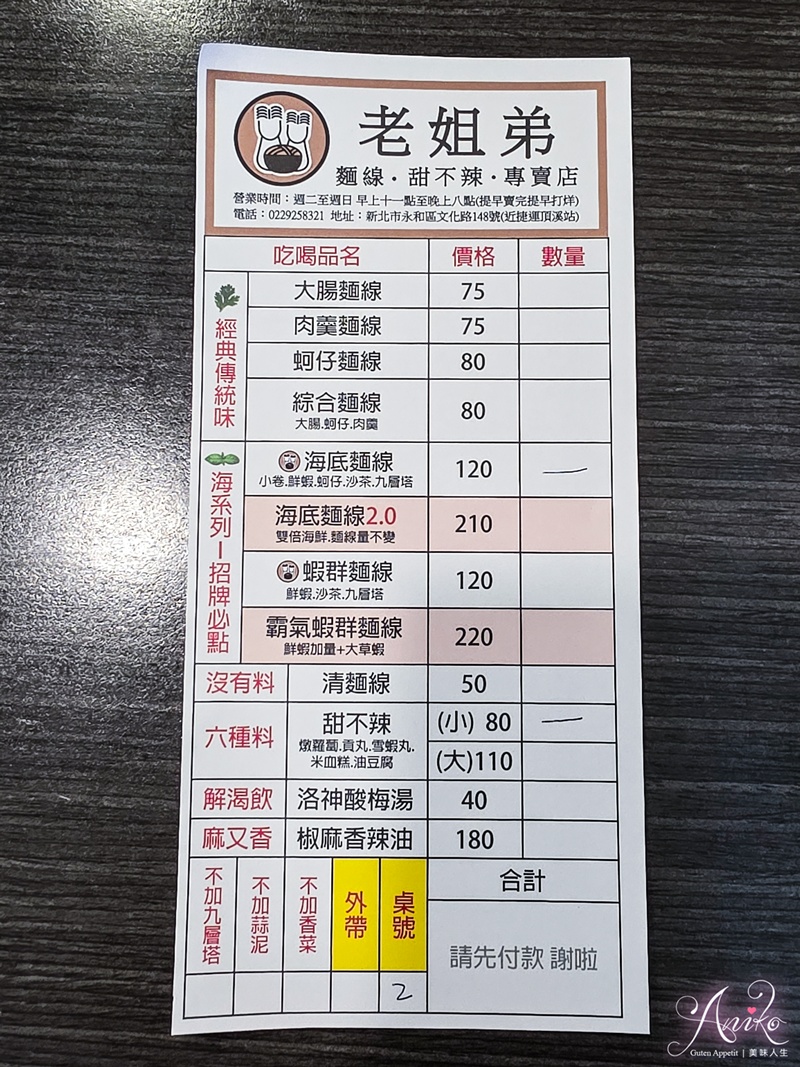 老姐弟
麵線·甜不辣·專賣店
營業時間：週二至週日 早上十一點至晚上八點(提早賣完提早打烊)
電話：0229258321 地址：新北市永和區文化路148號(近捷運頂溪站)
吃喝品名 價格 數量
經典傳統味
大腸麵線 75
肉羹麵線 75
蚵仔麵線 80
綜合麵線 80
大腸.蚵仔.肉羹
海系列－招牌必點
海底麵線 120 一
小卷.鮮蝦.蚵仔.沙茶.九層塔
海底麵線2.0 210
雙倍海鮮.麵線量不變
蝦群麵線 120
鮮蝦.沙茶.九層塔
霸氣蝦群麵線 220
鮮蝦加量+大草蝦
沒有料 清麵線 50
六種料 甜不辣 (小) 80 一
燉蘿蔔.貢丸.雪蝦丸.
米血糕.油豆腐 (大)110
解渴飲 洛神酸梅湯 40
麻又香 椒麻香辣油 180
不加九層塔
不加蒜泥
不加香菜
外帶
桌號
2
合計
請先付款 謝啦
Aniko
Guten Appetit | 美味人生